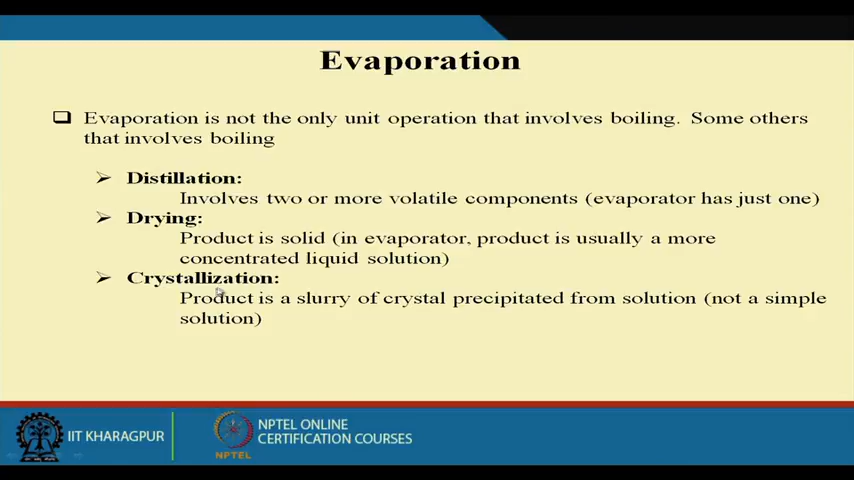 Evaporation
Evaporation is not the only unit operation that involves boiling. Some others
that involves boiling
Distillation:
Involves two or more volatile components (evaporator has just one)
Drying:
Product is solid (in evaporator, product is usually a more
concentrated liquid solution)
Crystallization:
Product is a slurry of crystal precipitated from solution (not a simple
solution)
IIT KHARAGPUR
NPTEL
NPTEL ONLINE
CERTIFICATION COURSES